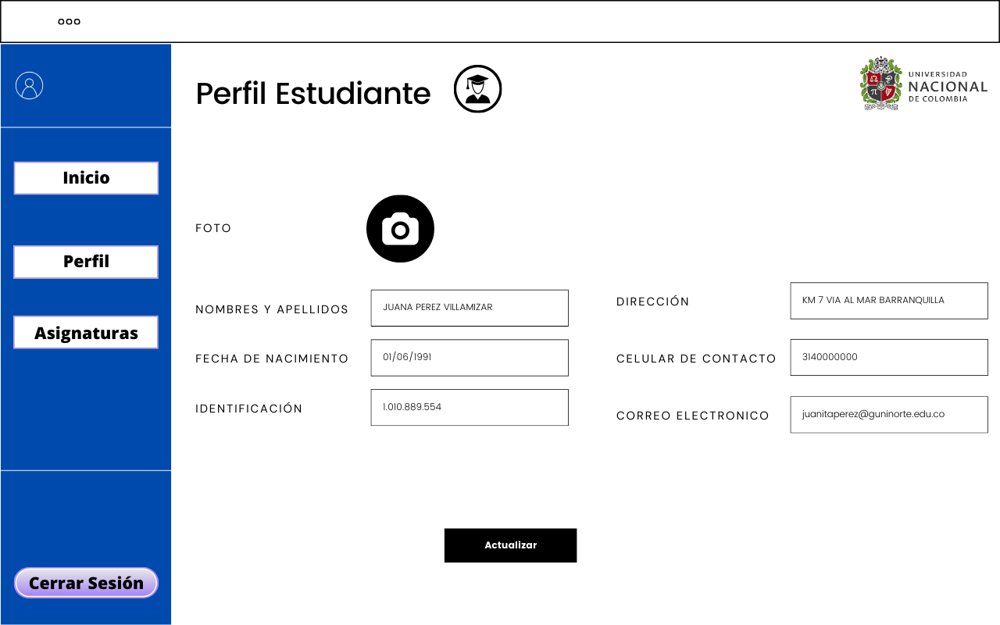 Perfil Estudiante
UNIVERSIDAD
NACIONAL
DE COLOMBIA
Inicio
Perfil
Asignaturas
Cerrar Sesión
FOTO
NOMBRES Y APELLIDOS
JUANA PEREZ VILLAMIZAR
FECHA DE NACIMIENTO
01/06/1991
IDENTIFICACIÓN
1.010.889.554
DIRECCIÓN
KM 7 VIA AL MAR BARRANQUILLA
CELULAR DE CONTACTO
3140000000
CORREO ELECTRONICO
juanitaperez@guninorte.edu.co
Actualizar